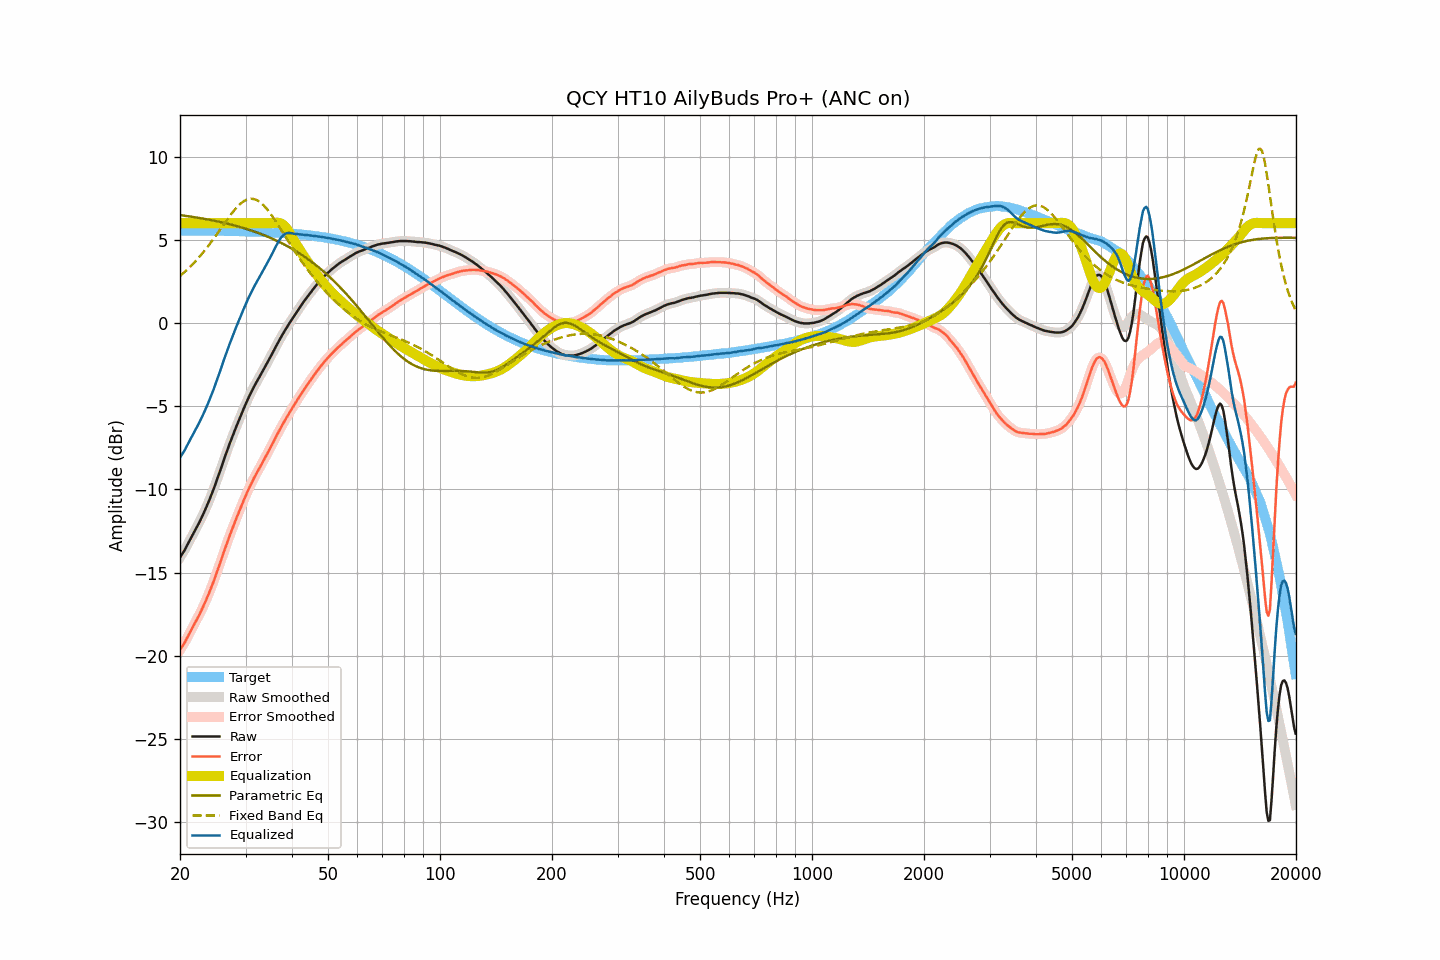 QCY HT10 AilyBuds Pro+ (ANC on)
Amplitude (dBr)
10
5
0
−5
−10
−15
−20
−25
−30
Target
Raw Smoothed
Error Smoothed
Raw
Error
Equalization
Parametric Eq
Fixed Band Eq
Equalized
20 50 100 200 500 1000 2000 5000 10000 20000
Frequency (Hz)